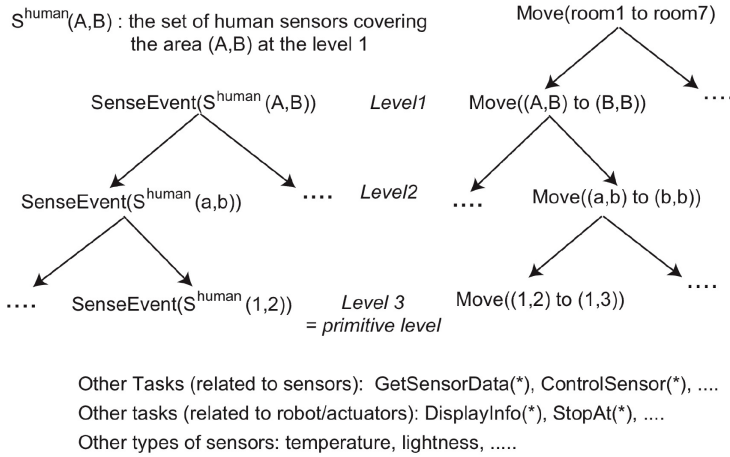 S^human(A,B) : the set of human sensors covering
the area (A,B) at the level 1
Move(room1 to room7)
SenseEvent(S^human (A,B))
Level1
Move((A,B) to (B,B))
....
SenseEvent(S^human (a,b))
....
Level2
....
Move((a,b) to (b,b))
....
SenseEvent(S^human (1,2))
Level 3
= primitive level
Move((1,2) to (1,3))
....
Other Tasks (related to sensors): GetSensorData(*), ControlSensor(*), ....
Other tasks (related to robot/actuators): DisplayInfo(*), StopAt(*), ....
Other types of sensors: temperature, lightness, .....